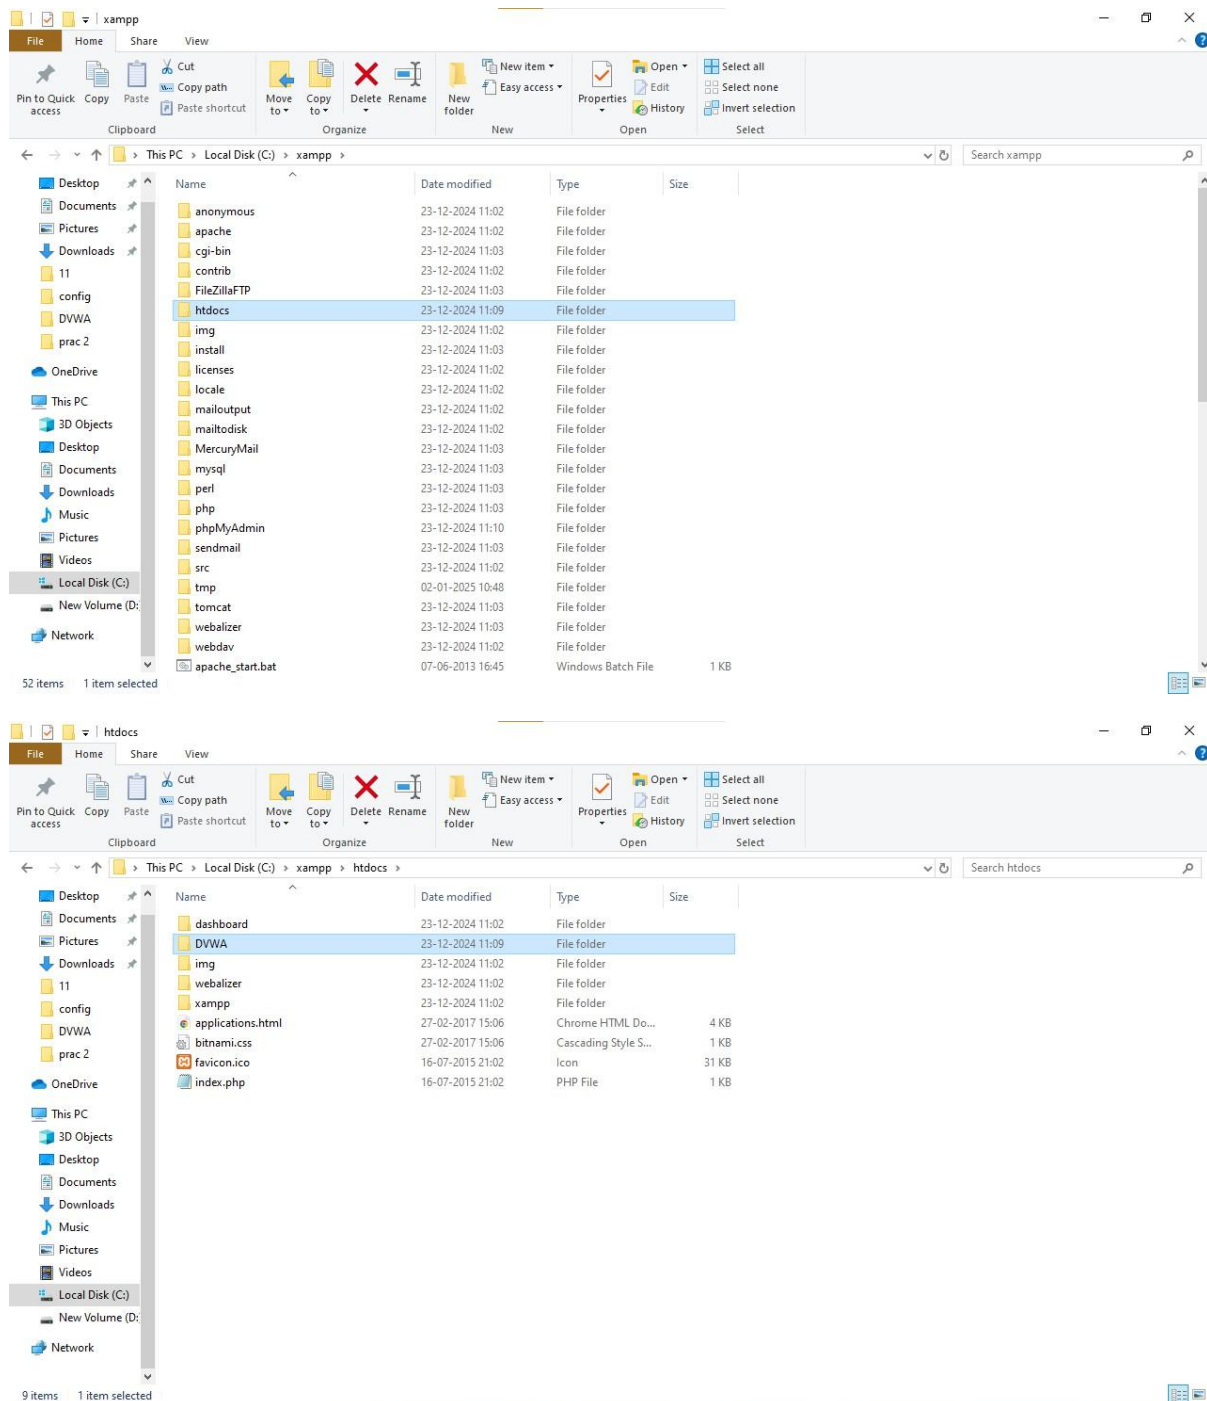 xampp
File Home Share View
Pin to Quick access Copy Paste Cut Copy path Paste shortcut Move to Copy to Delete Rename New folder New item Easy access Properties Open Edit History Select all Select none Invert selection
Clipboard Organize New Open Select
This PC > Local Disk (C:) > xampp > Search xampp
Name Date modified Type Size
Desktop
Documents
Pictures
Downloads
11
config
DVWA
prac 2
OneDrive
This PC
3D Objects
Desktop
Documents
Downloads
Music
Pictures
Videos
Local Disk (C:)
New Volume (D:
Network
anonymous 23-12-2024 11:02 File folder
apache 23-12-2024 11:02 File folder
cgi-bin 23-12-2024 11:03 File folder
contrib 23-12-2024 11:02 File folder
FileZillaFTP 23-12-2024 11:03 File folder
htdocs 23-12-2024 11:09 File folder
img 23-12-2024 11:02 File folder
install 23-12-2024 11:03 File folder
licenses 23-12-2024 11:02 File folder
locale 23-12-2024 11:02 File folder
mailoutput 23-12-2024 11:02 File folder
mailtodisk 23-12-2024 11:02 File folder
MercuryMail 23-12-2024 11:03 File folder
mysql 23-12-2024 11:03 File folder
perl 23-12-2024 11:03 File folder
php 23-12-2024 11:03 File folder
phpMyAdmin 23-12-2024 11:10 File folder
sendmail 23-12-2024 11:03 File folder
src 23-12-2024 11:02 File folder
tmp 02-01-2025 10:48 File folder
tomcat 23-12-2024 11:03 File folder
webalizer 23-12-2024 11:03 File folder
webdav 23-12-2024 11:02 File folder
apache_start.bat 07-06-2013 16:45 Windows Batch File 1 KB
52 items 1 item selected
htdocs
File Home Share View
Pin to Quick access Copy Paste Cut Copy path Paste shortcut Move to Copy to Delete Rename New folder New item Easy access Properties Open Edit History Select all Select none Invert selection
Clipboard Organize New Open Select
This PC > Local Disk (C:) > xampp > htdocs > Search htdocs
Name Date modified Type Size
Desktop
Documents
Pictures
Downloads
11
config
DVWA
prac 2
OneDrive
This PC
3D Objects
Desktop
Documents
Downloads
Music
Pictures
Videos
Local Disk (C:)
New Volume (D:
Network
dashboard 23-12-2024 11:02 File folder
DVWA 23-12-2024 11:09 File folder
img 23-12-2024 11:02 File folder
webalizer 23-12-2024 11:02 File folder
xampp 23-12-2024 11:02 File folder
applications.html 27-02-2017 15:06 Chrome HTML Do... 4 KB
bitnami.css 27-02-2017 15:06 Cascading Style S... 1 KB
favicon.ico 16-07-2015 21:02 Icon 31 KB
index.php 16-07-2015 21:02 PHP File 1 KB
9 items 1 item selected